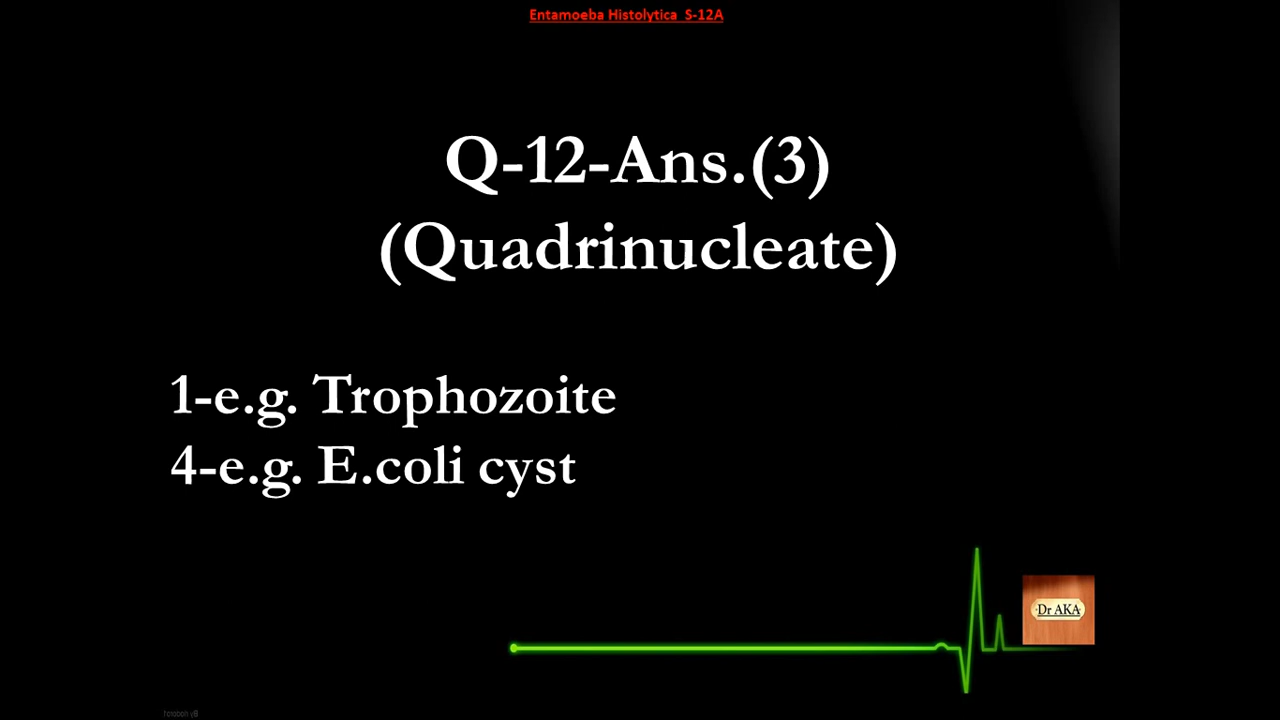 Entamoeba Histolytica S-12A
Q-12-Ans.(3)
(Quadrinucleate)
1-e.g. Trophozoite
4-e.g. E.coli cyst
Dr AKA